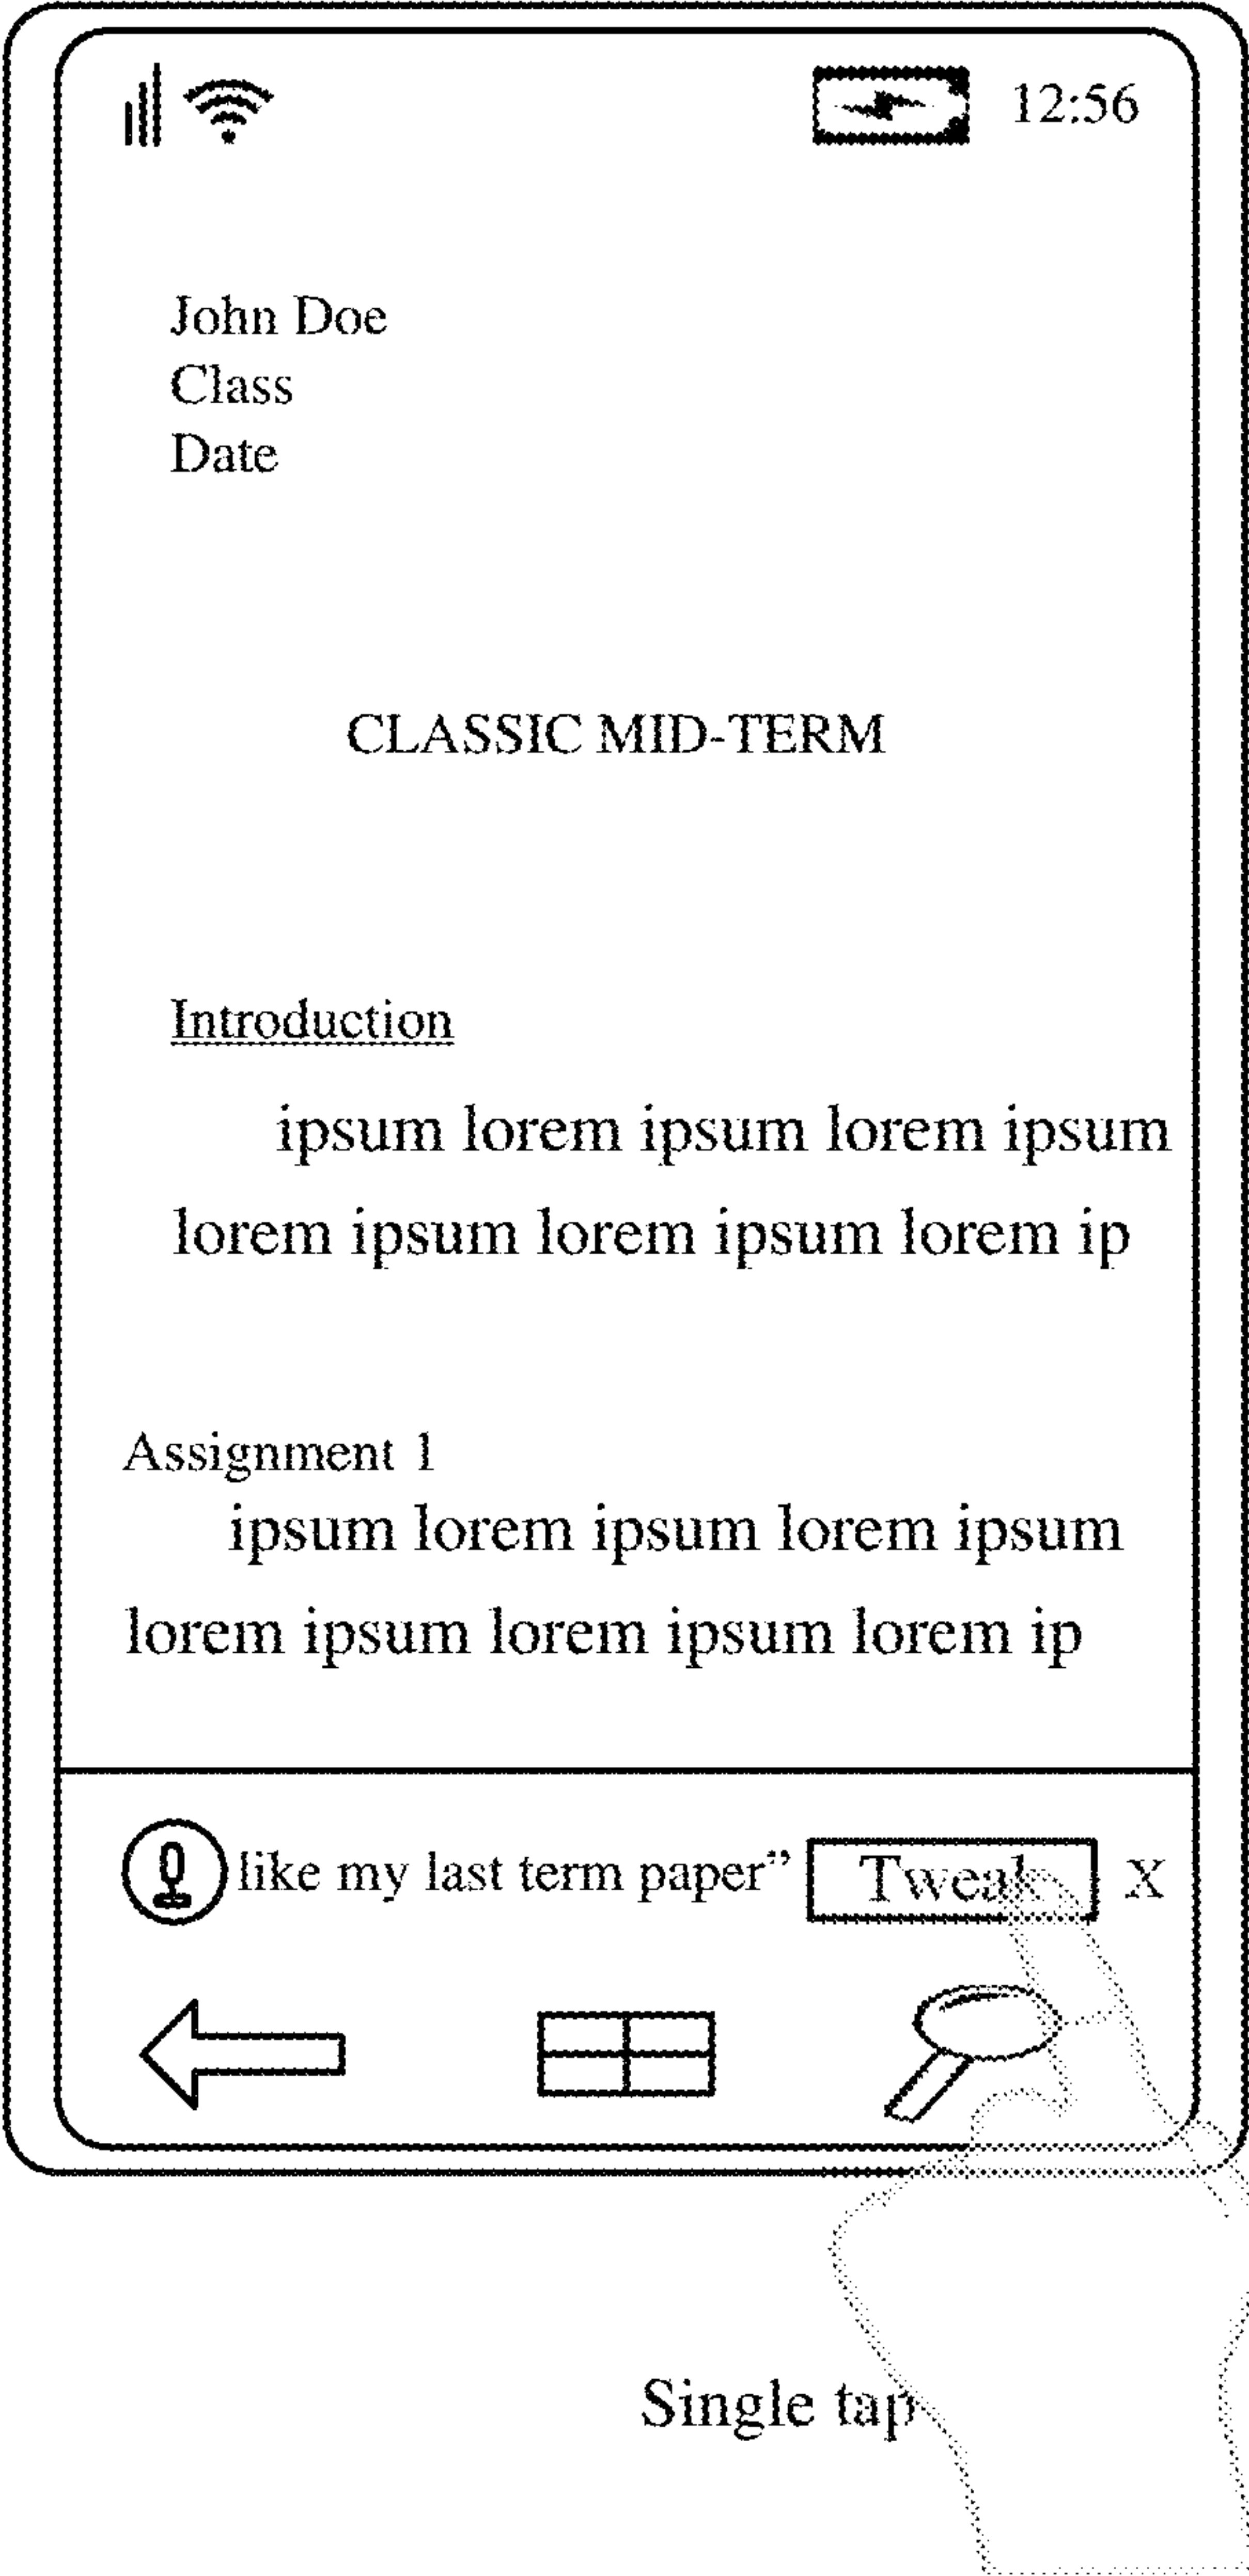 12:56
John Doe
Class
Date
CLASSIC MID-TERM
Introduction
ipsum lorem ipsum lorem ipsum
lorem ipsum lorem ipsum lorem ip
Assignment 1
ipsum lorem ipsum lorem ipsum
lorem ipsum lorem ipsum lorem ip
like my last term paper” Tweak X
Single tap